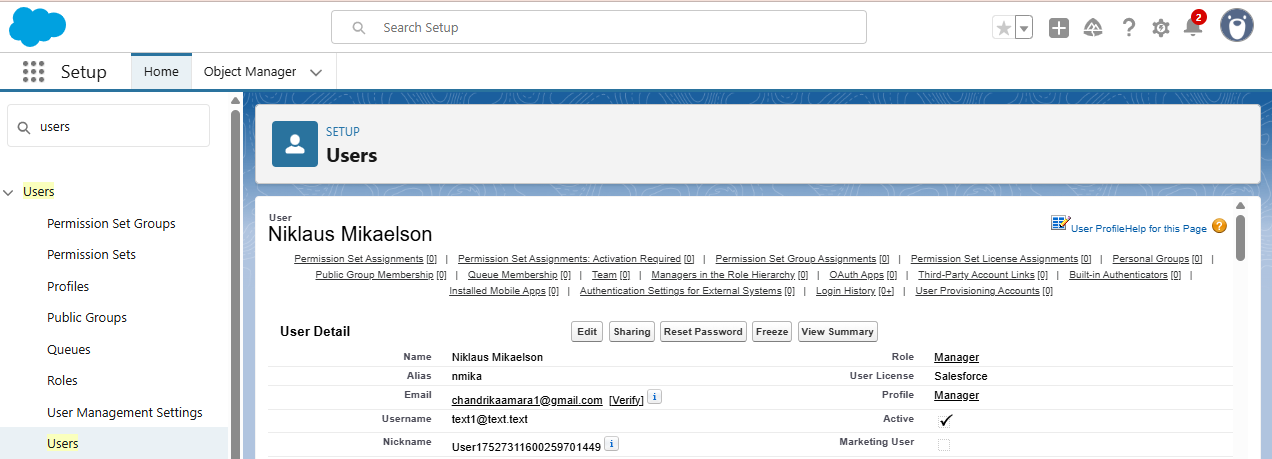 Search Setup
2
Setup
Home
Object Manager
users
Users
Permission Set Groups
Permission Sets
Profiles
Public Groups
Queues
Roles
User Management Settings
Users
SETUP
Users
User
Niklaus Mikaelson
User Profile Help for this Page ?
Permission Set Assignments [0] | Permission Set Assignments: Activation Required [0] | Permission Set Group Assignments [0] | Permission Set License Assignments [0] | Personal Groups [0] |
Public Group Membership [0] | Queue Membership [0] | Team [0] | Managers in the Role Hierarchy [0] | OAuth Apps [0] | Third-Party Account Links [0] | Built-in Authenticators [0] |
Installed Mobile Apps [0] | Authentication Settings for External Systems [0] | Login History [0+] | User Provisioning Accounts [0]
User Detail Edit Sharing Reset Password Freeze View Summary
Name Niklaus Mikaelson Role Manager
Alias nmika User License Salesforce
Email chandrikaamara1@gmail.com [Verify] i Profile Manager
Username text1@text.text Active
Nickname User17527311600259701449 i Marketing User